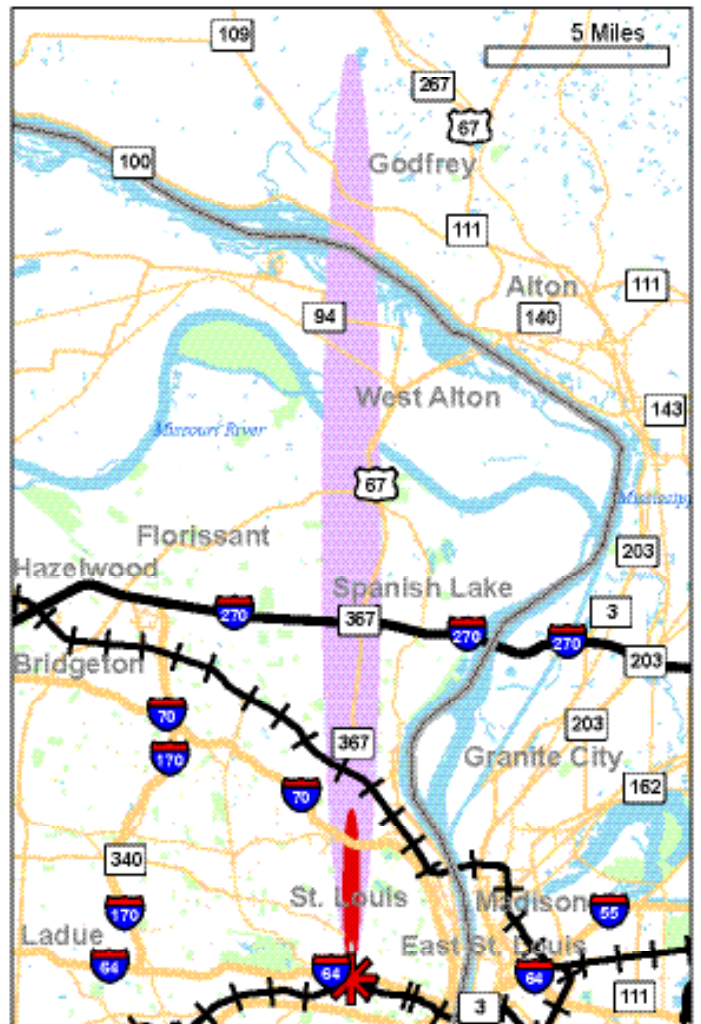 109
5 Miles
267
67
100
Godfrey
111
Alton
111
94
140
West Alton
143
Missouri River
67
Mississipp
Florissant
203
Hazelwood
Spanish Lake
270
367
270
3
270
203
Bridgeton
70
203
367
170
Granite City
162
70
340
St. Louis
Madison
170
55
Ladue
East St. Louis
64
64
64
3
111